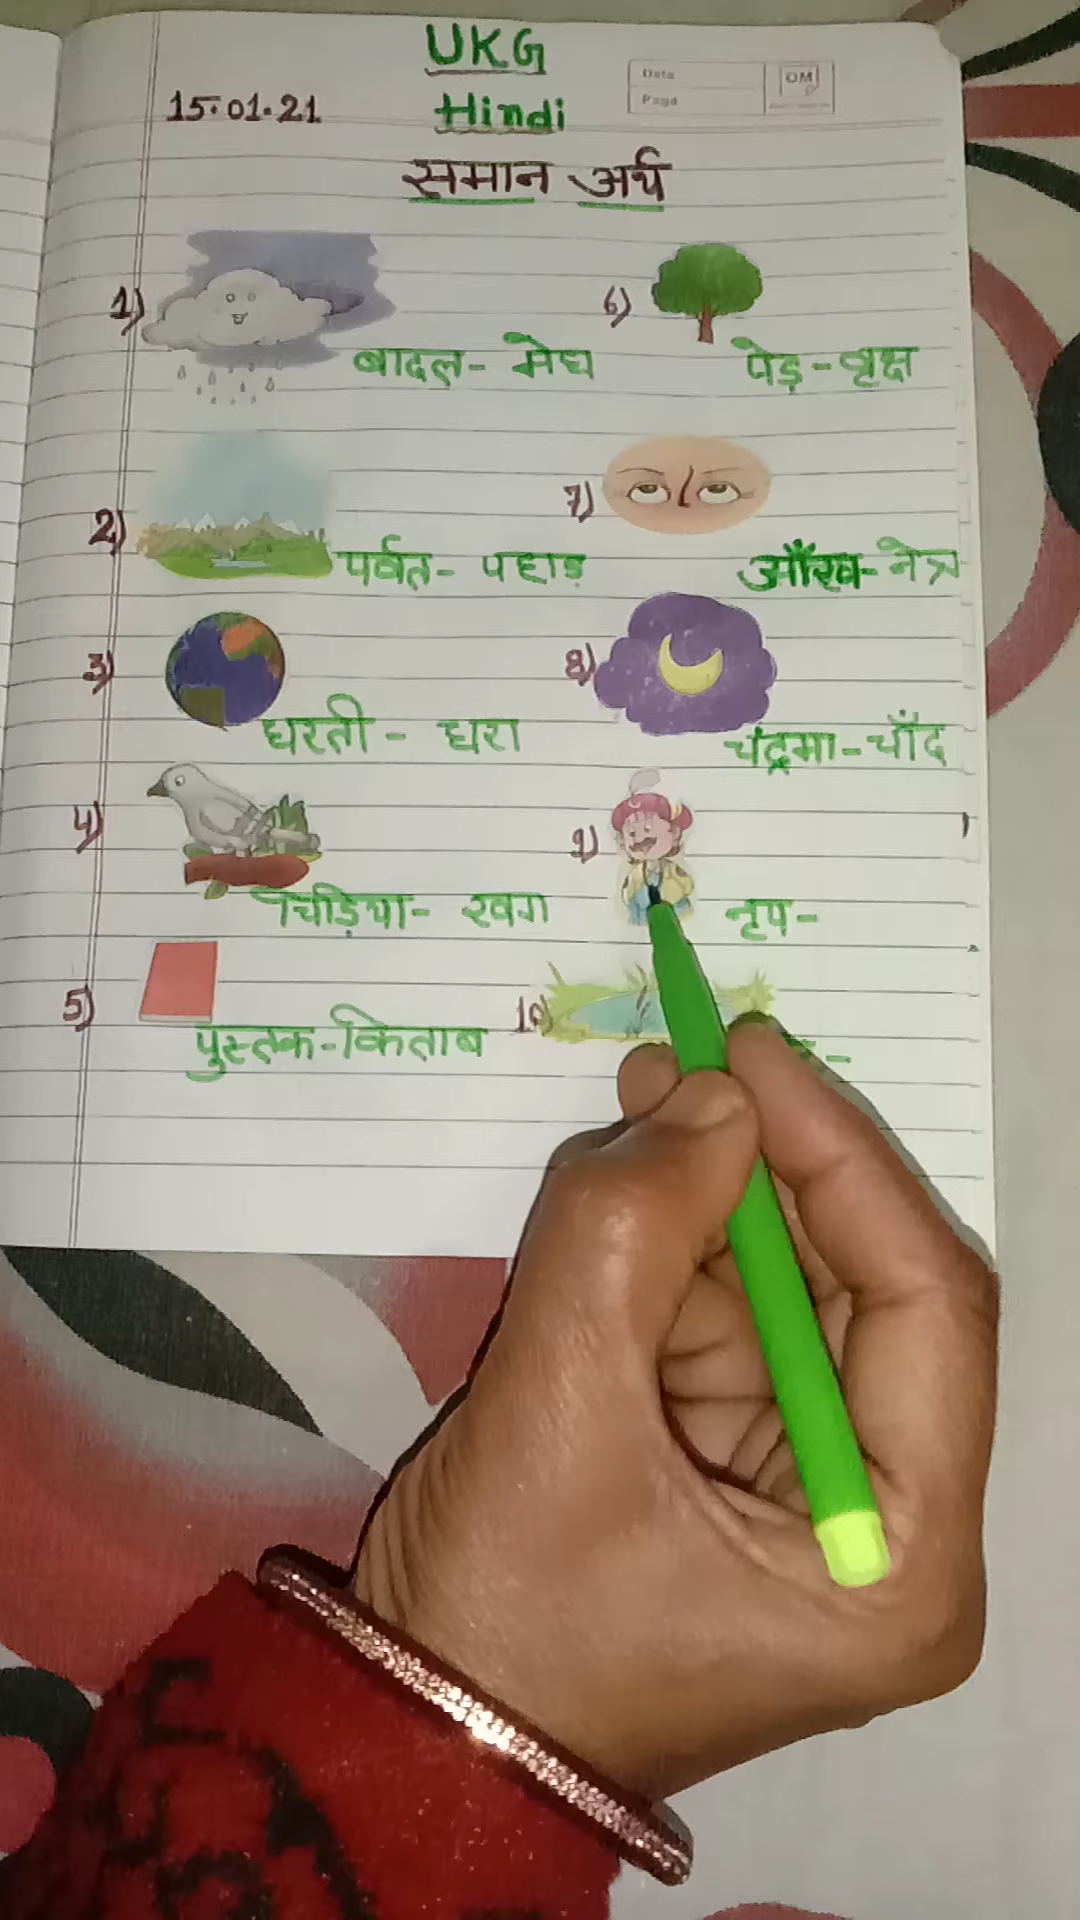 UKG
Date
OM
15.01.21
Hindi
Page
समान अर्थ
1)
बादल - मेघ
2)
पर्वत - पहाड़
3)
धरती - धरा
4)
चिड़िया - खग
5)
पुस्तक - किताब
6)
पेड़ - वृक्ष
7)
आँख - नेत्र
8)
चंद्रमा - चाँद
9)
नृप -
10)